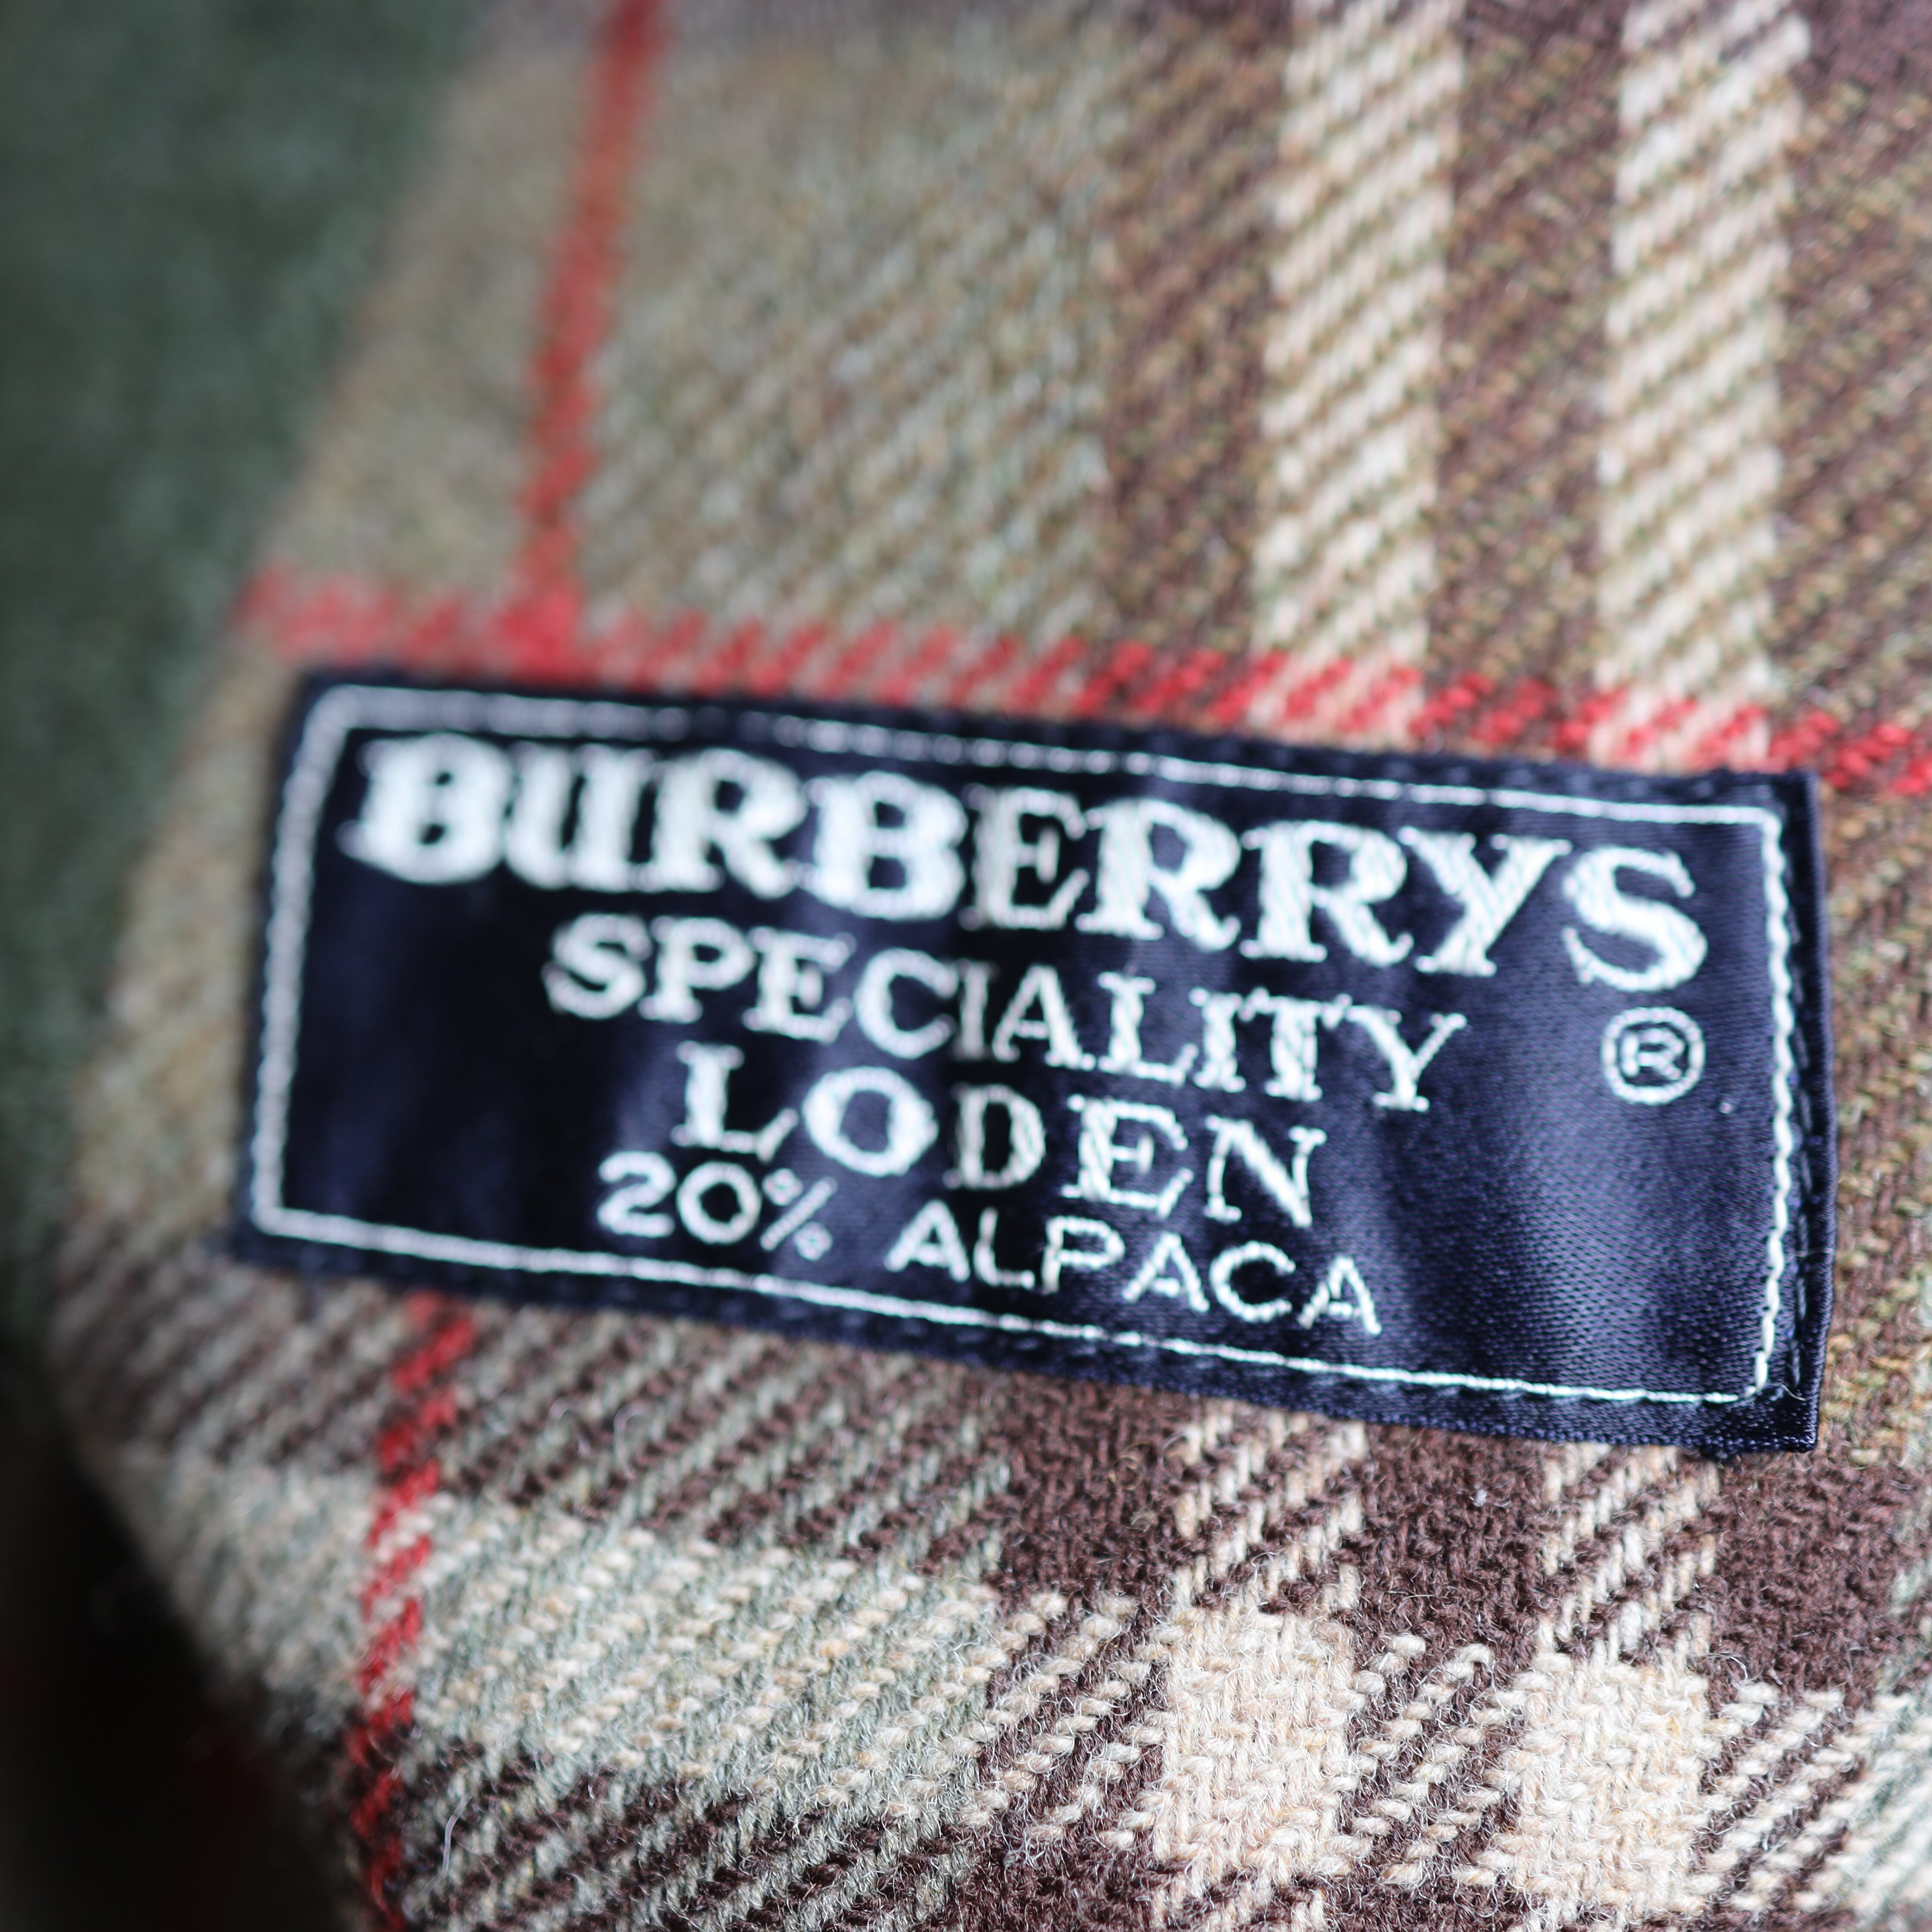 BURBERRYS
SPECIALITY ®
LODEN
20% ALPACA